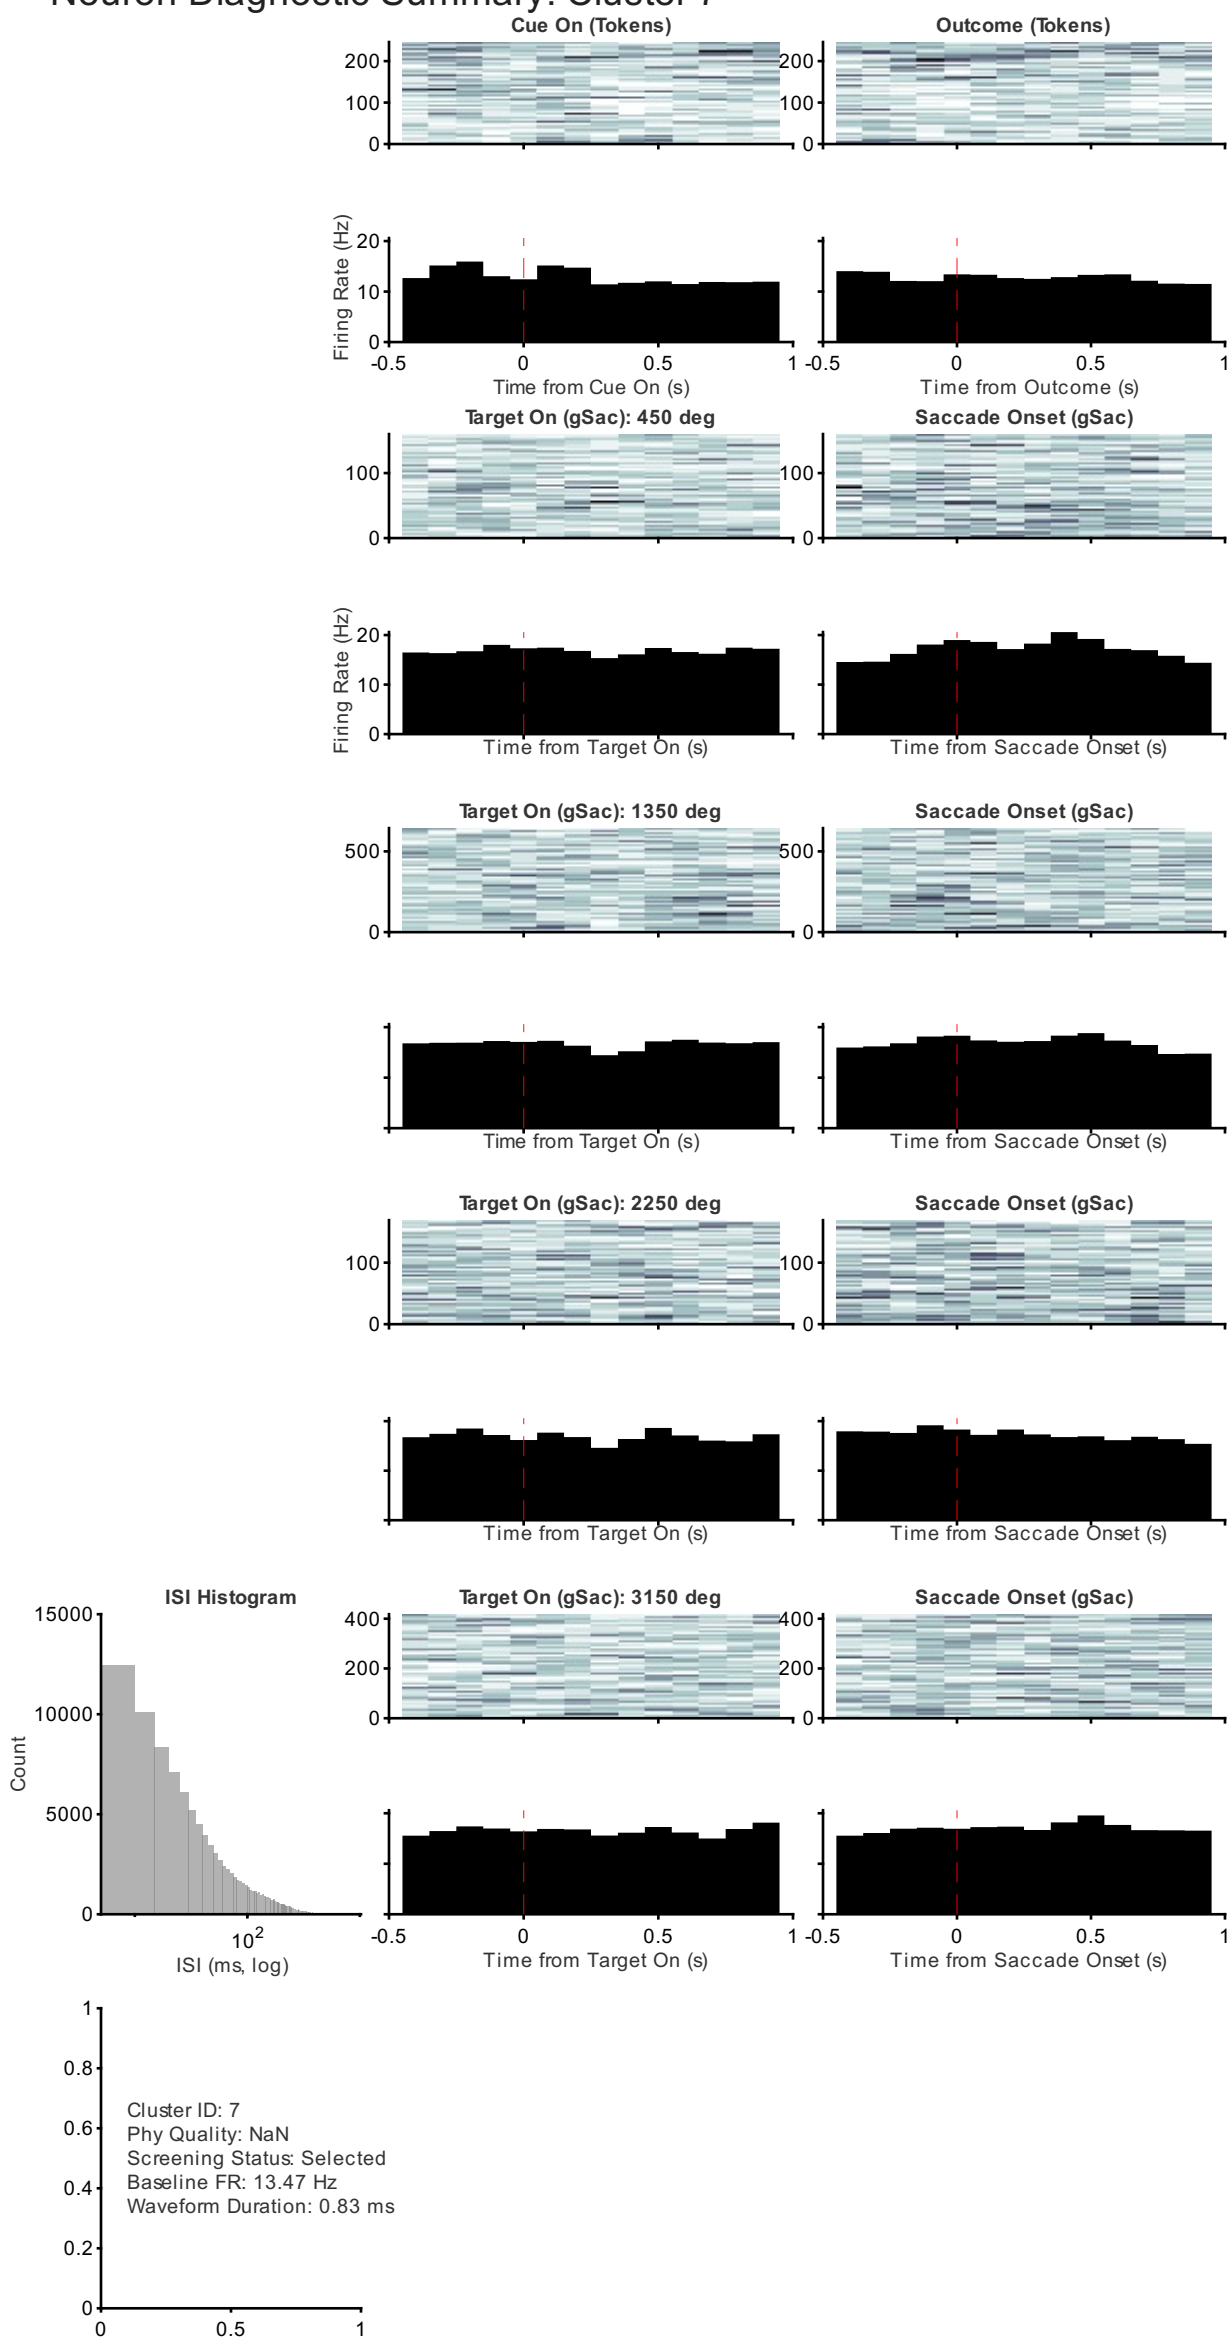 Neuron Diagnostic Summary: Cluster 7
Cue On (Tokens)
Outcome (Tokens)
200
100
0
200
100
0
Firing Rate (Hz)
20
10
0
-0.5 0 0.5 1
-0.5 0 0.5 1
Time from Cue On (s)
Time from Outcome (s)
Target On (gSac): 450 deg
Saccade Onset (gSac)
100
0
100
0
Firing Rate (Hz)
20
10
0
Time from Target On (s)
Time from Saccade Onset (s)
Target On (gSac): 1350 deg
Saccade Onset (gSac)
500
0
500
0
Time from Target On (s)
Time from Saccade Onset (s)
Target On (gSac): 2250 deg
Saccade Onset (gSac)
100
0
100
0
Time from Target On (s)
Time from Saccade Onset (s)
ISI Histogram
15000
10000
5000
0
Count
10^2
ISI (ms, log)
Target On (gSac): 3150 deg
Saccade Onset (gSac)
400
200
0
400
200
0
-0.5 0 0.5 1
-0.5 0 0.5 1
Time from Target On (s)
Time from Saccade Onset (s)
1
0.8
0.6
0.4
0.2
0
Cluster ID: 7
Phy Quality: NaN
Screening Status: Selected
Baseline FR: 13.47 Hz
Waveform Duration: 0.83 ms
0 0.5 1